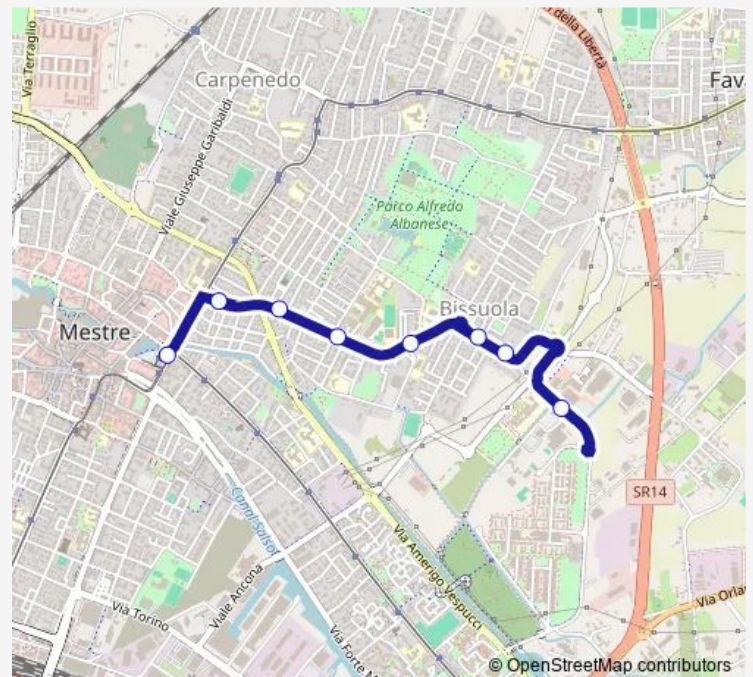 della Libertà
Via Terraglio
Carpenedo
Fav
Viale Giuseppe Garibaldi
Parco Alfredo
Albanese
Bissuola
Mestre
SR14
Canal Salso
Via Amerigo Vespucci
Viale Ancona
Via Torino
Via Orla
Via Forte M
© OpenStreetMap contributors